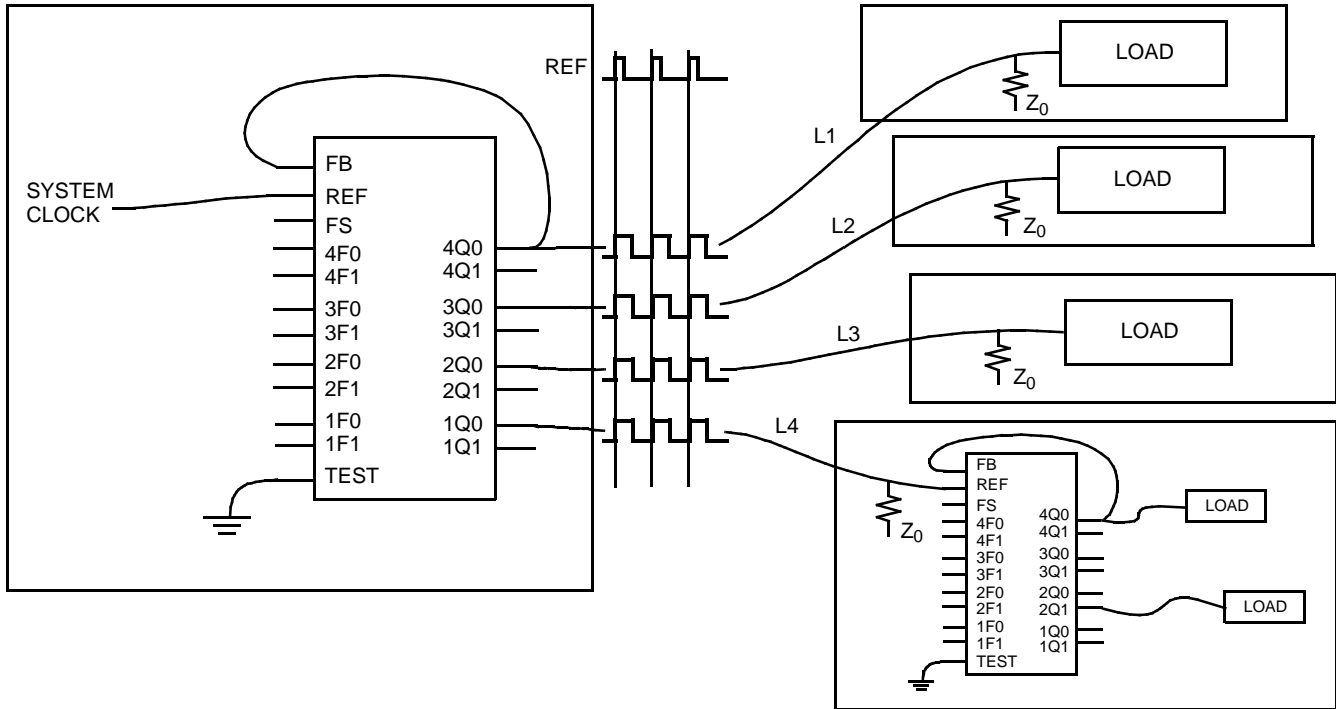 SYSTEM
CLOCK
FB
REF
FS
4F0
4F1
3F0
3F1
2F0
2F1
1F0
1F1
TEST
4Q0
4Q1
3Q0
3Q1
2Q0
2Q1
1Q0
1Q1
REF
L1
L2
L3
L4
LOAD
Z0
LOAD
Z0
LOAD
Z0
Z0
FB
REF
FS
4F0
4F1
3F0
3F1
2F0
2F1
1F0
1F1
TEST
4Q0
4Q1
3Q0
3Q1
2Q0
2Q1
1Q0
1Q1
LOAD
LOAD